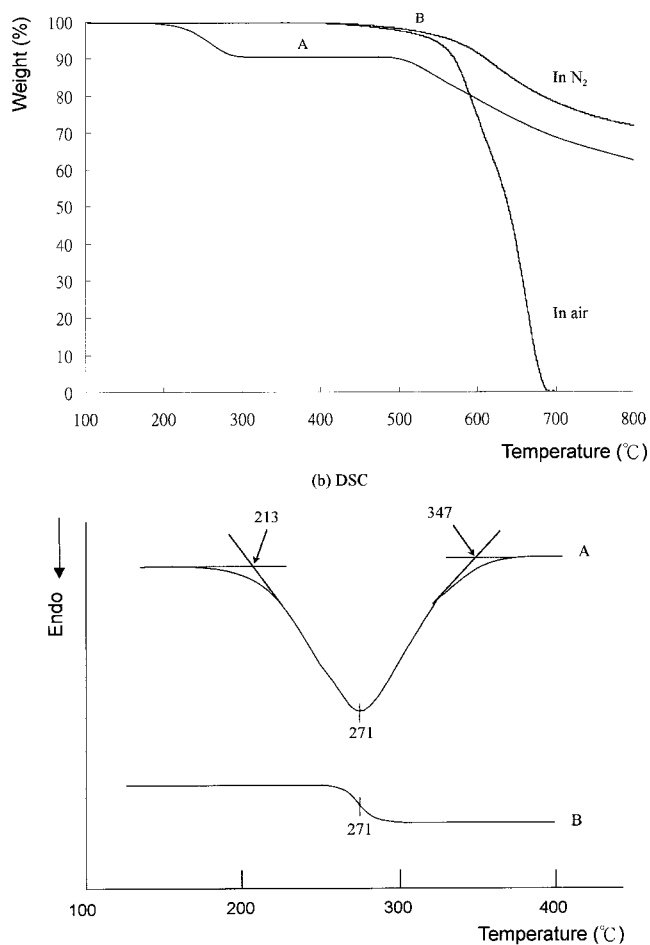 Weight (%)
100
90
80
70
60
50
40
30
20
10
0
A
B
In N₂
In air
100 200 300 400 500 600 700 800
Temperature (℃)
(b) DSC
Endo
213
347
A
271
271
B
100 200 300 400
Temperature (℃)